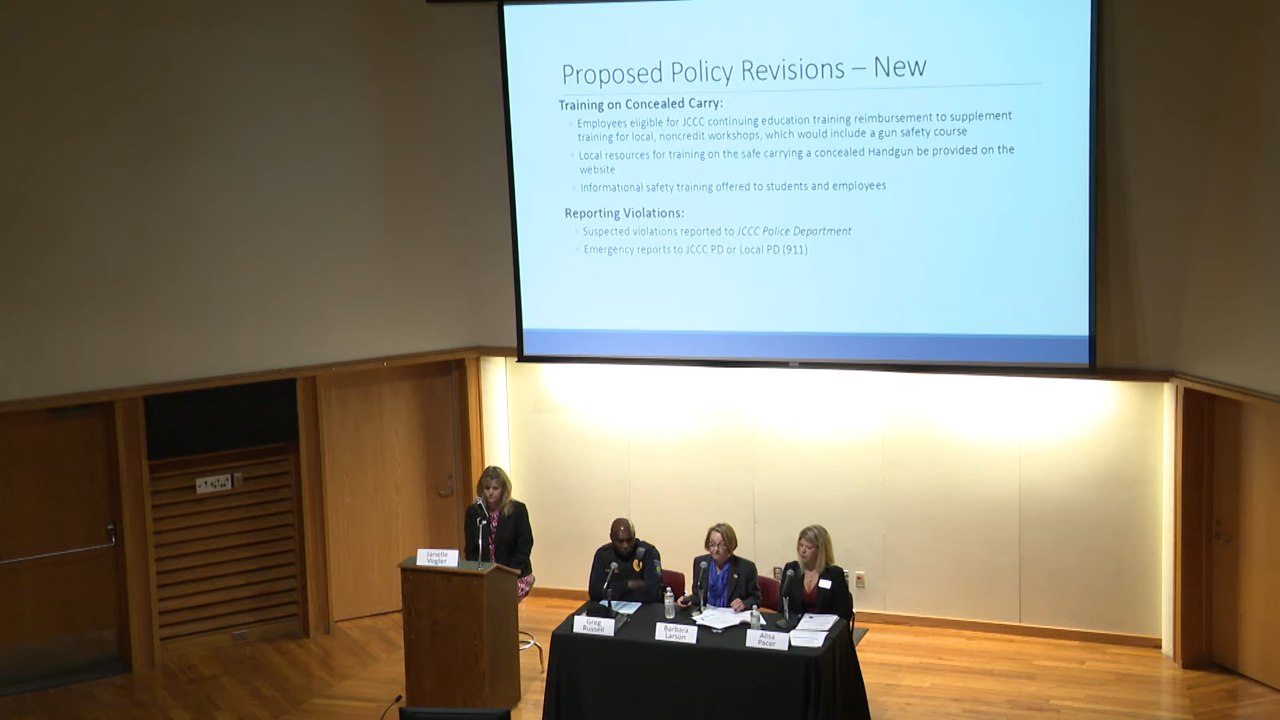 Proposed Policy Revisions – New
Training on Concealed Carry:
Employees eligible for JCCC continuing education training reimbursement to supplement
training for local, noncredit workshops, which would include a gun safety course
Local resources for training on the safe carrying a concealed Handgun be provided on the
website
Informational safety training offered to students and employees
Reporting Violations:
Suspected violations reported to JCCC Police Department
Emergency reports to JCCC PD or Local PD (911)
Janelle
Vogler
Greg
Russell
Barbara
Larson
Alisa
Pacer